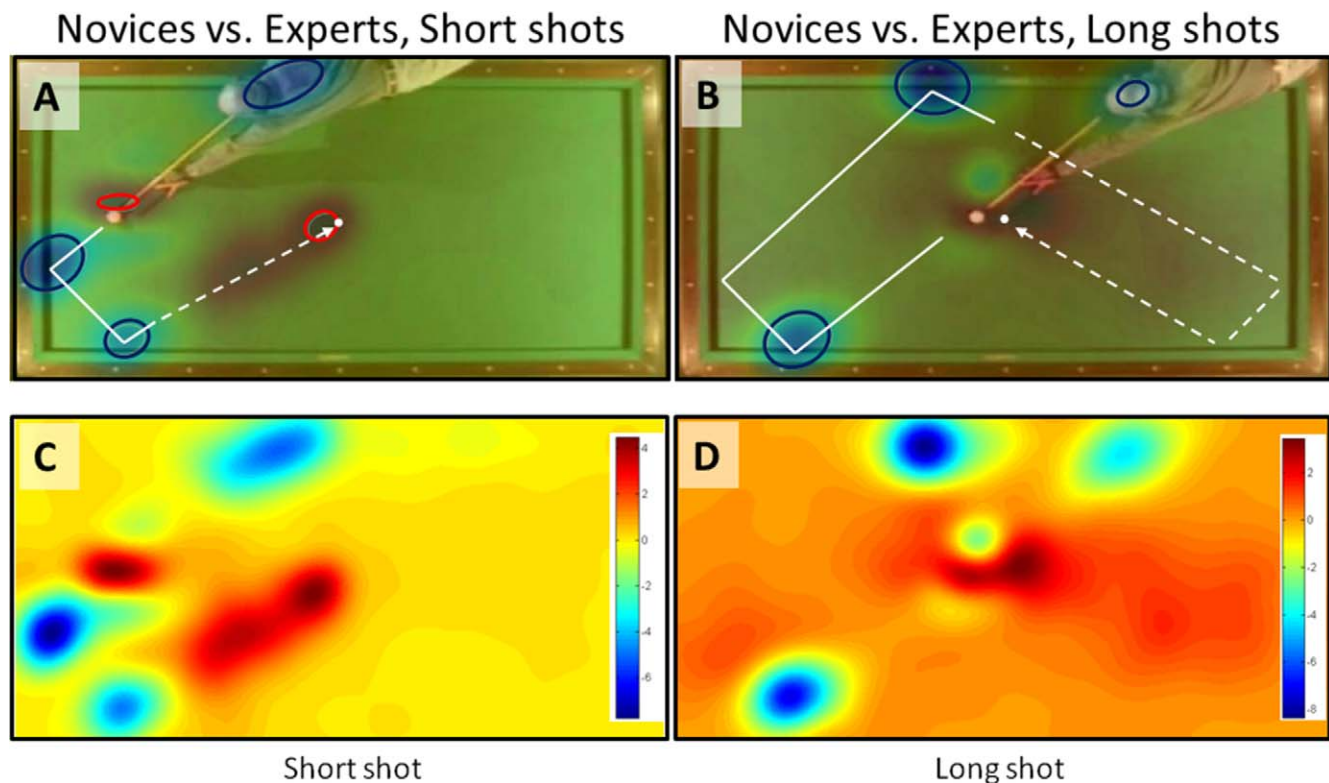 Novices vs. Experts, Short shots
Novices vs. Experts, Long shots
A
B
C
4
2
0
-2
-4
-6
D
2
0
-2
-4
-6
-8
Short shot
Long shot